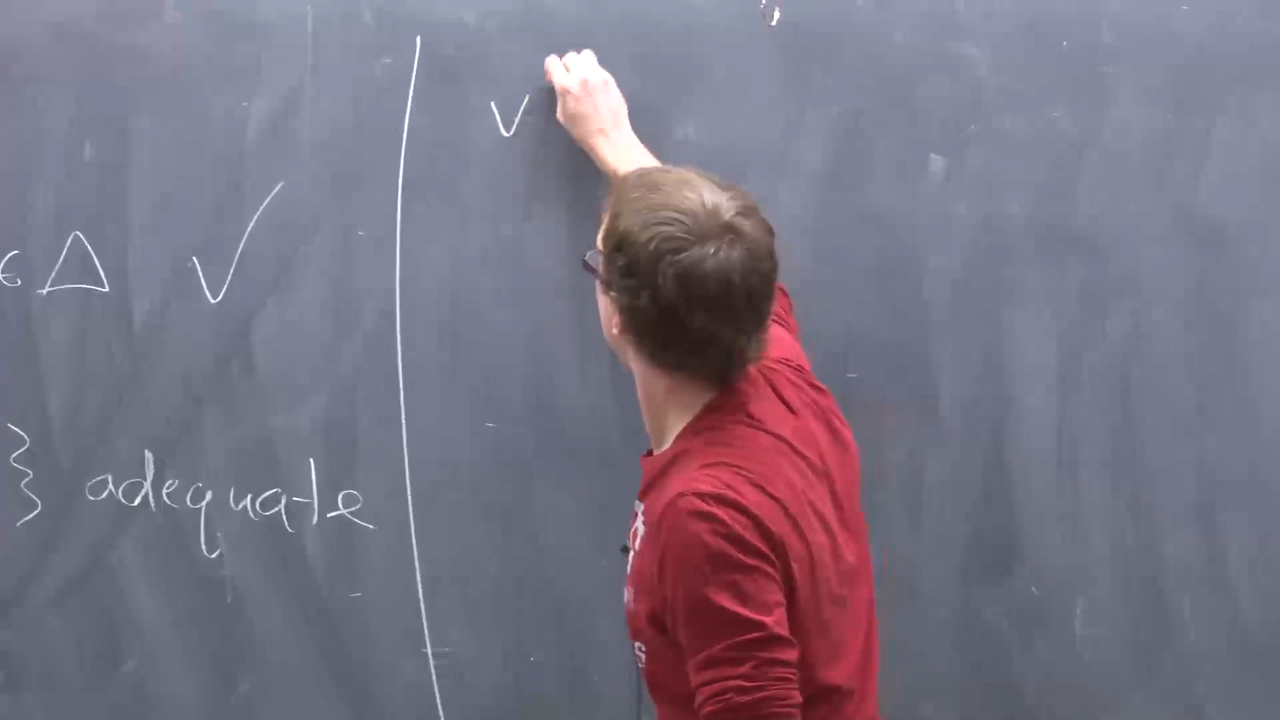 ∈ Δ ✓
} adequate
v